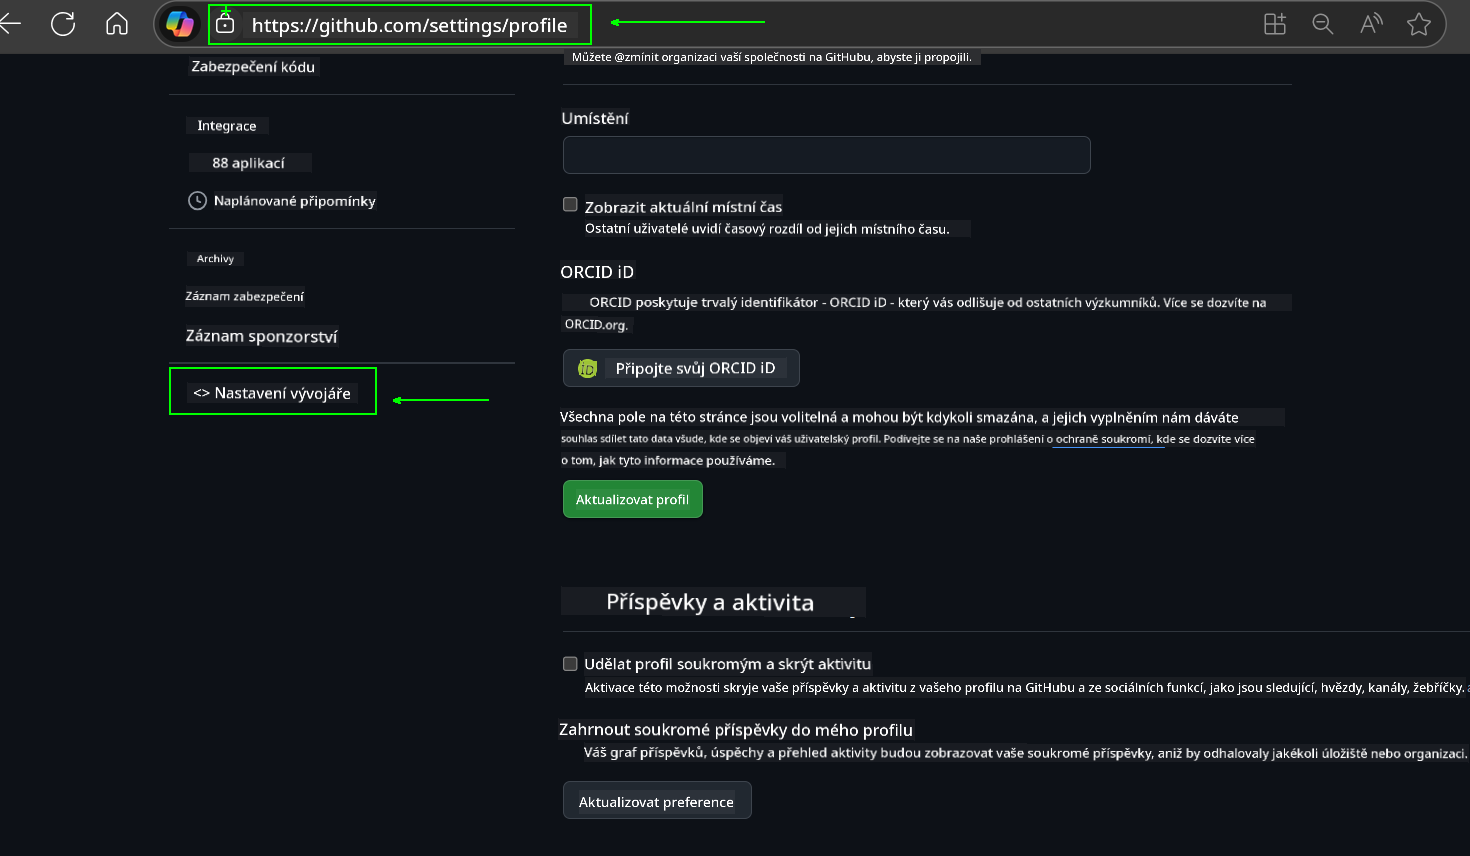 https://github.com/settings/profile
Zabezpečení kódu
Integrace
88 aplikací
Naplánované připomínky
Archivy
Záznam zabezpečení
Záznam sponzorství
<> Nastavení vývojáře
Můžete @zmínit organizaci vaší společnosti na GitHubu, abyste ji propojili.
Umístění
Zobrazit aktuální místní čas
Ostatní uživatelé uvidí časový rozdíl od jejich místního času.
ORCID iD
ORCID poskytuje trvalý identifikátor - ORCID iD - který vás odlišuje od ostatních výzkumníků. Více se dozvíte na
ORCID.org.
iD Připojte svůj ORCID iD
Všechna pole na této stránce jsou volitelná a mohou být kdykoli smazána, a jejich vyplněním nám dáváte
souhlas sdílet tato data všude, kde se objeví váš uživatelský profil. Podívejte se na naše prohlášení o ochraně soukromí, kde se dozvíte více
o tom, jak tyto informace používáme.
Aktualizovat profil
Příspěvky a aktivita
Udělat profil soukromým a skrýt aktivitu
Aktivace této možnosti skryje vaše příspěvky a aktivitu z vašeho profilu na GitHubu a ze sociálních funkcí, jako jsou sledující, hvězdy, kanály, žebříčky.
Zahrnout soukromé příspěvky do mého profilu
Váš graf příspěvků, úspěchy a přehled aktivity budou zobrazovat vaše soukromé příspěvky, aniž by odhalovaly jakékoli úložiště nebo organizaci.
Aktualizovat preference